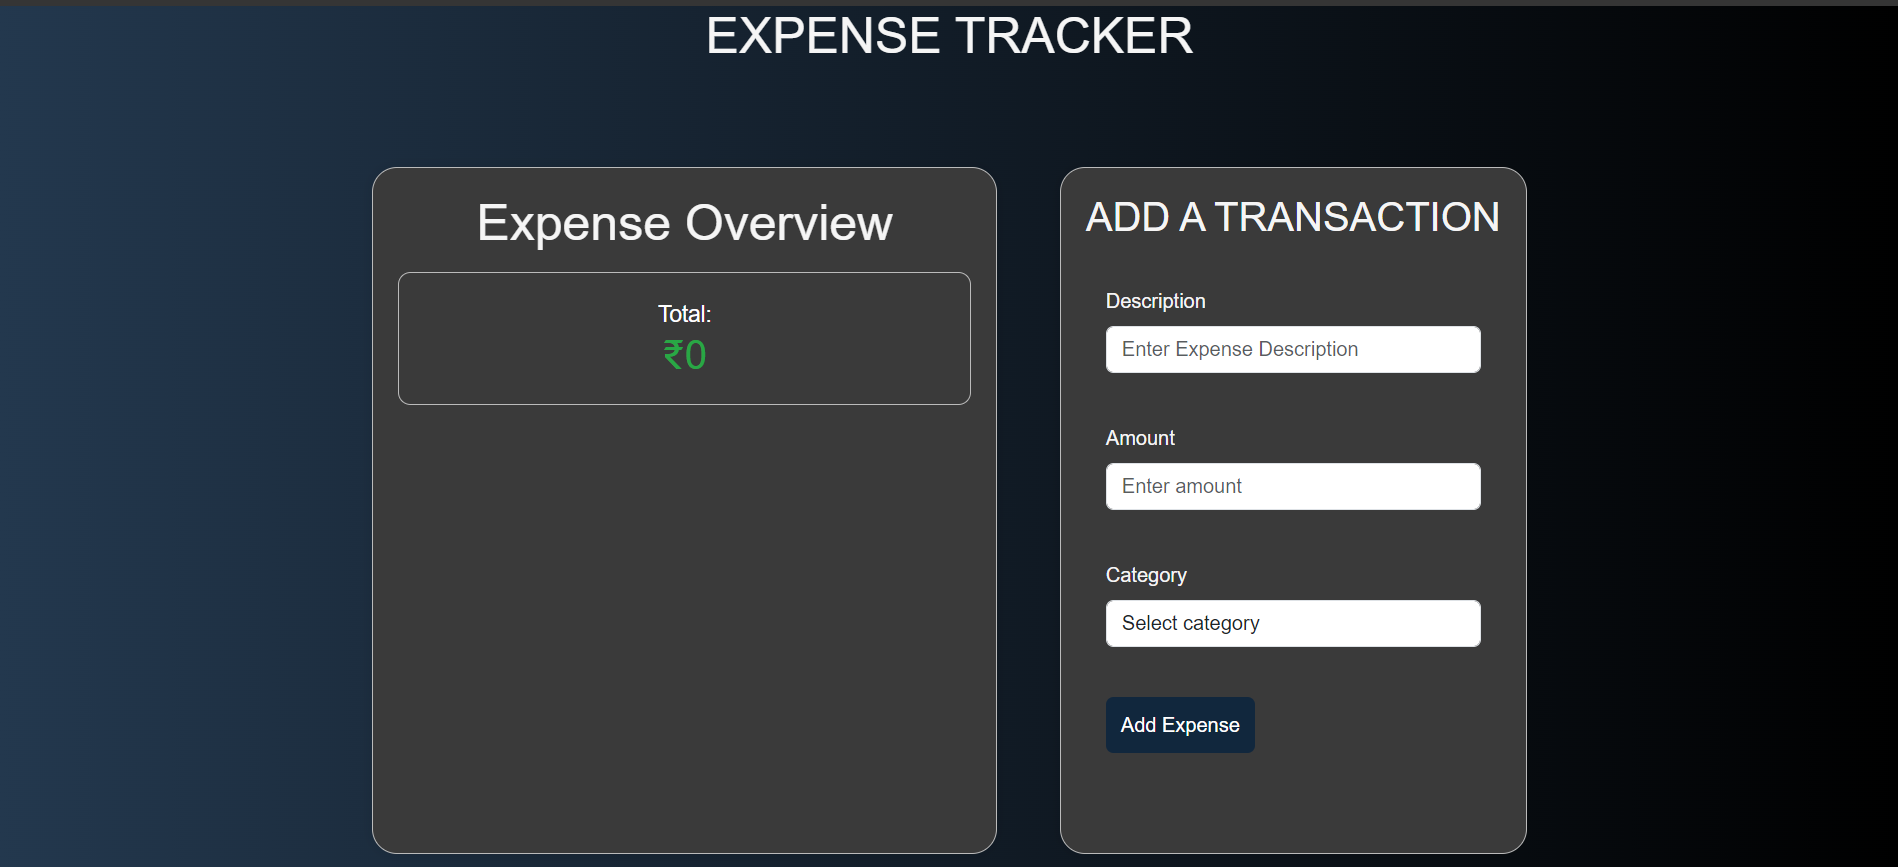 EXPENSE TRACKER
Expense Overview
Total:
₹0
ADD A TRANSACTION
Description
Enter Expense Description
Amount
Enter amount
Category
Select category
Add Expense